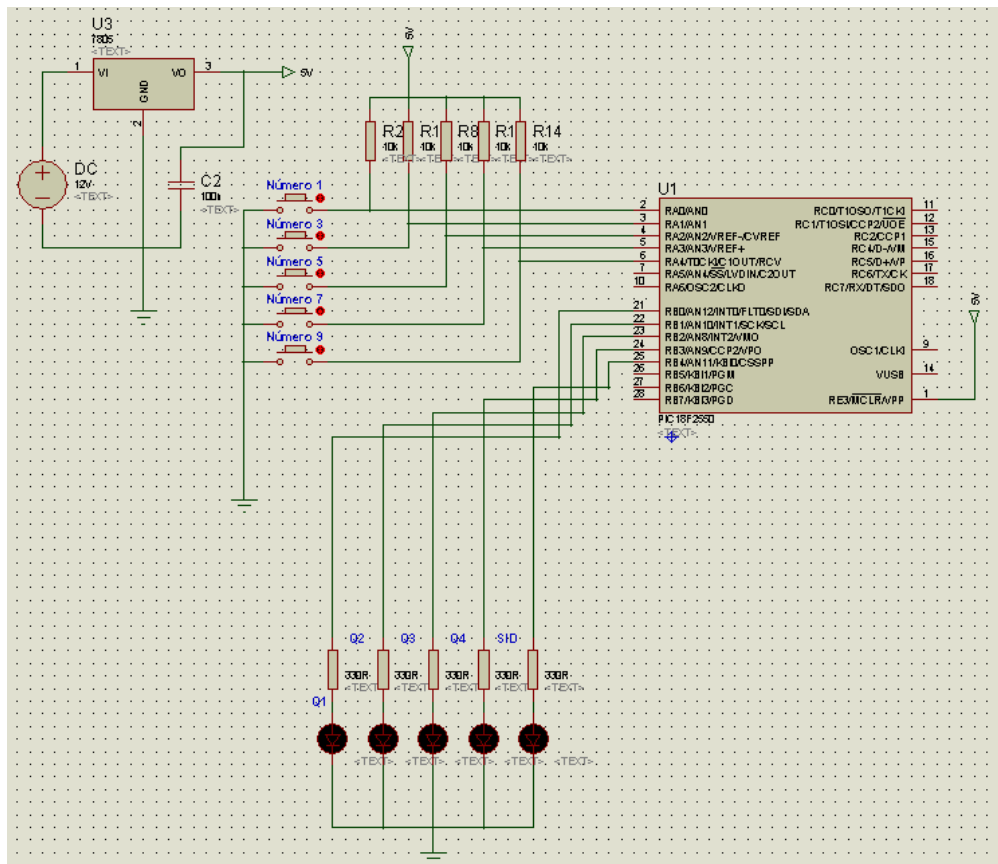 U3
7805
<TEXT>
1
VI
VO
3
GND
2
5V
DC
12V
<TEXT>
C2
100n
<TEXT>
5V
R2
10k
<TEXT>
R1
10k
<TEXT>
R8
10k
<TEXT>
R1
10k
<TEXT>
R14
10k
<TEXT>
Número 1
Número 3
Número 5
Número 7
Número 9
U1
2 RA0/AN0
3 RA1/AN1
4 RA2/AN2/VREF-/CVREF
5 RA3/AN3/VREF+
6 RA4/T0CKI/C1OUT/RCV
7 RA5/AN4/SS/LVDIN/C2OUT
10 RA6/OSC2/CLKO
21 RB0/AN12/INT0/FLT0/SDI/SDA
22 RB1/AN10/INT1/SCK/SCL
23 RB2/AN8/INT2/VMO
24 RB3/AN9/CCP2/VPO
25 RB4/AN11/KBI0/CSSPP
26 RB5/KBI1/PGM
27 RB6/KBI2/PGC
28 RB7/KBI3/PGD
RC0/T1OSO/T1CKI 11
RC1/T1OSI/CCP2/UOE 12
RC2/CCP1 13
RC4/D-/VM 15
RC5/D+/VP 16
RC6/TX/CK 17
RC7/RX/DT/SDO 18
OSC1/CLKI 9
VUSB 14
RE3/MCLR/VPP 1
5V
PIC18F2550
<TEXT>
Q2
Q3
Q4
330R
<TEXT>
330R
<TEXT>
330R
<TEXT>
330R
<TEXT>
330R
<TEXT>
Q1
<TEXT>
<TEXT>
<TEXT>
<TEXT>
<TEXT>